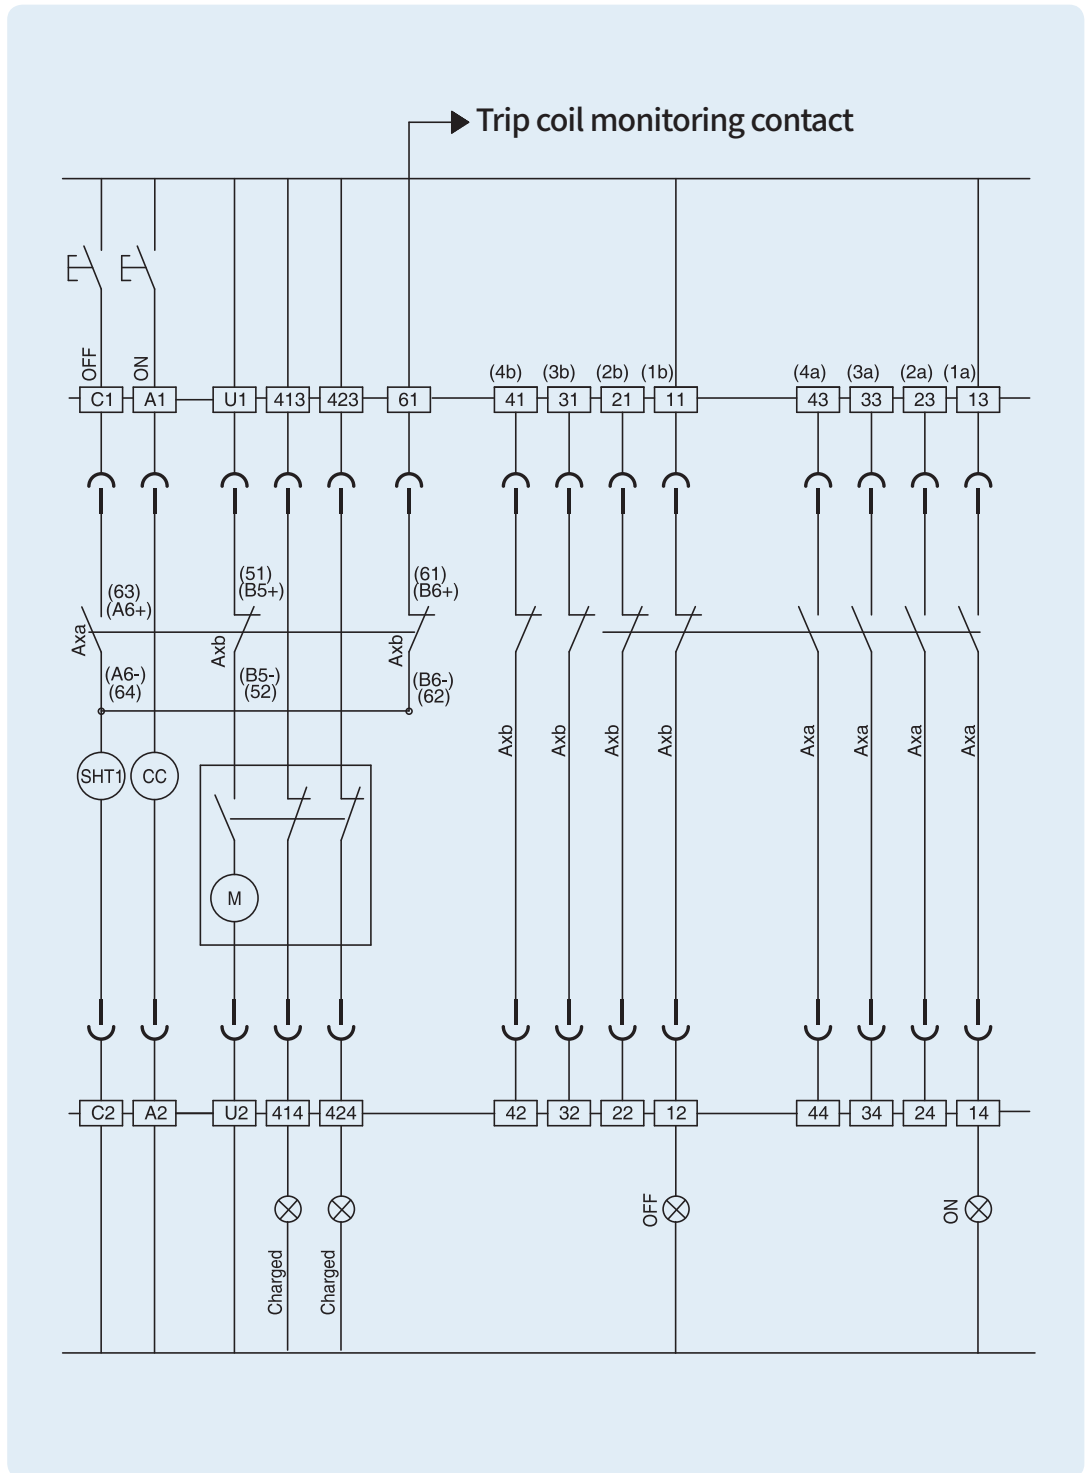 Trip coil monitoring contact
OFF
ON
(4b) (3b) (2b) (1b)
(4a) (3a) (2a) (1a)
C1 A1 U1 413 423 61 41 31 21 11 43 33 23 13
(63)
(A6+)
(51)
(B5+)
(61)
(B6+)
Axa
Axb
Axb
(A6-)
(64)
(B5-)
(52)
(B6-)
(62)
Axb Axb Axb Axb Axa Axa Axa Axa
SHT1 CC
M
C2 A2 U2 414 424 42 32 22 12 44 34 24 14
OFF
ON
Charged
Charged